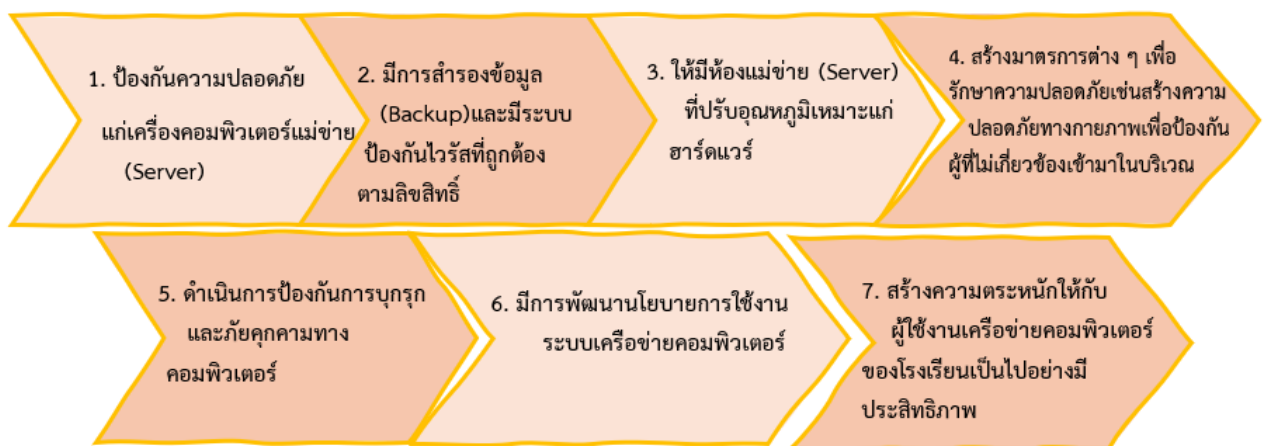 1. ป้องกันความปลอดภัย
แก่เครื่องคอมพิวเตอร์แม่ข่าย
(Server)
2. มีการสำรองข้อมูล
(Backup)และมีระบบ
ป้องกันไวรัสที่ถูกต้อง
ตามลิขสิทธิ์
3. ให้มีห้องแม่ข่าย (Server)
ที่ปรับอุณหภูมิเหมาะแก่
ฮาร์ดแวร์
4. สร้างมาตรการต่าง ๆ เพื่อ
รักษาความปลอดภัยเช่นสร้างความ
ปลอดภัยทางกายภาพเพื่อป้องกัน
ผู้ที่ไม่เกี่ยวข้องเข้ามาในบริเวณ
5. ดำเนินการป้องกันการบุกรุก
และภัยคุกคามทาง
คอมพิวเตอร์
6. มีการพัฒนานโยบายการใช้งาน
ระบบเครือข่ายคอมพิวเตอร์
7. สร้างความตระหนักให้กับ
ผู้ใช้งานเครือข่ายคอมพิวเตอร์
ของโรงเรียนเป็นไปอย่างมี
ประสิทธิภาพ